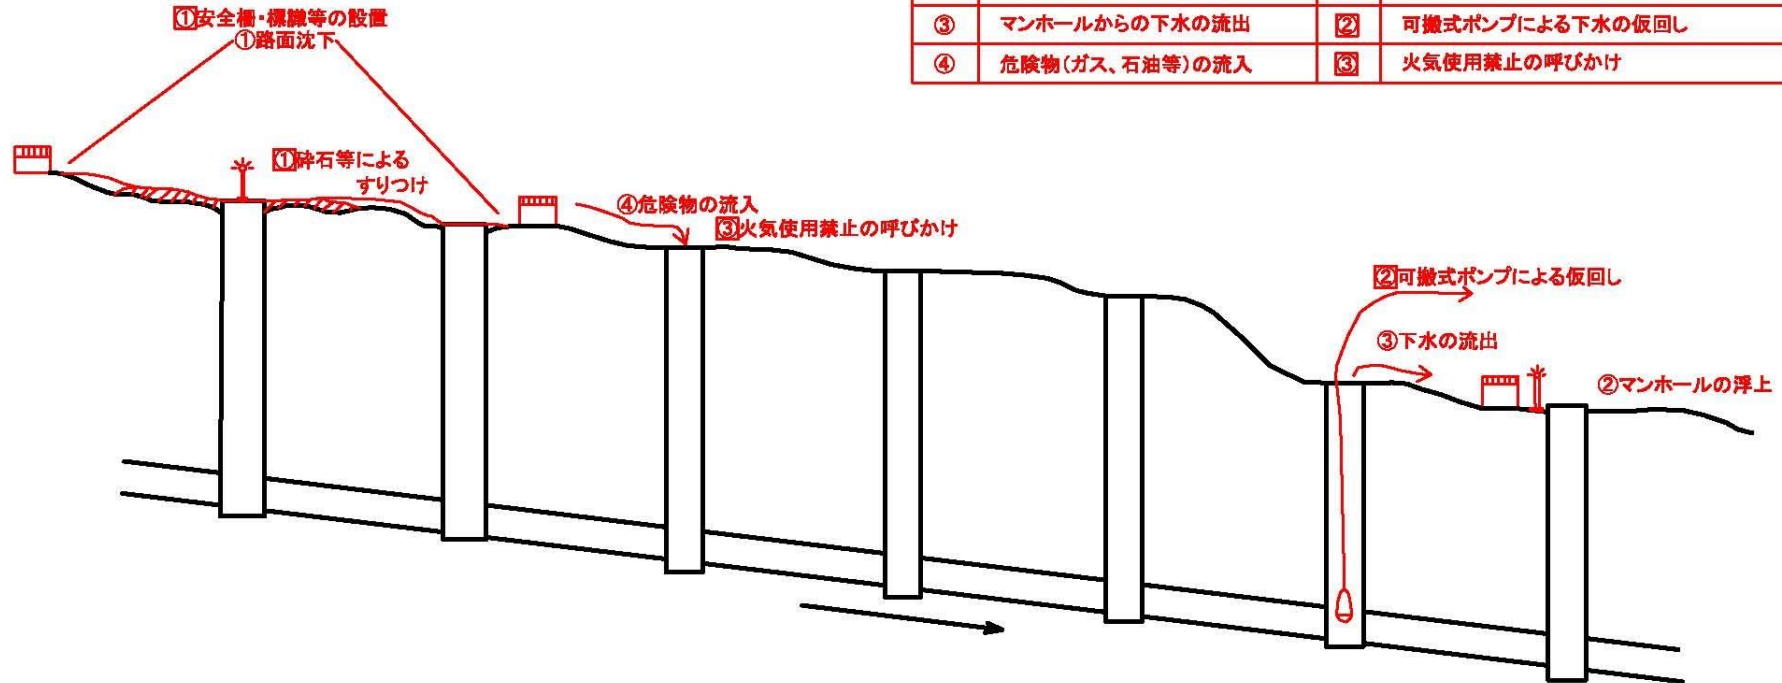 ①安全柵・標識等の設置
①路面沈下
③ マンホールからの下水の流出 ② 可搬式ポンプによる下水の仮回し
④ 危険物(ガス、石油等)の流入 ③ 火気使用禁止の呼びかけ
①砕石等による
すりつけ
④危険物の流入
③火気使用禁止の呼びかけ
②可搬式ポンプによる仮回し
③下水の流出
②マンホールの浮上